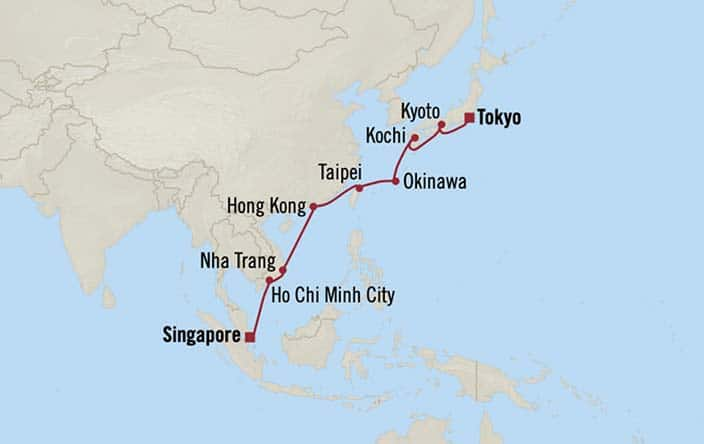 Kyoto
Tokyo
Kochi
Taipei
Okinawa
Hong Kong
Nha Trang
Ho Chi Minh City
Singapore